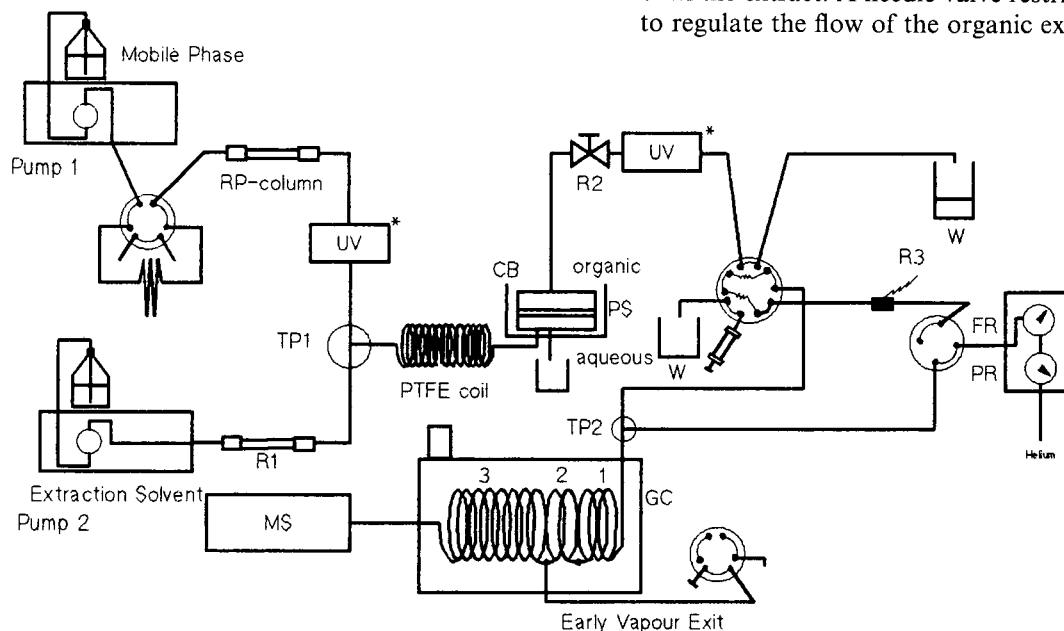 to regulate the flow of the organic ex
Mobile Phase
Pump 1
RP-column
UV
*
R2
UV
*
W
CB
organic
PS
aqueous
W
R3
FR
PR
Helium
TP1
PTFE coil
TP2
R1
Extraction Solvent
Pump 2
MS
3
2
1
GC
Early Vapour Exit